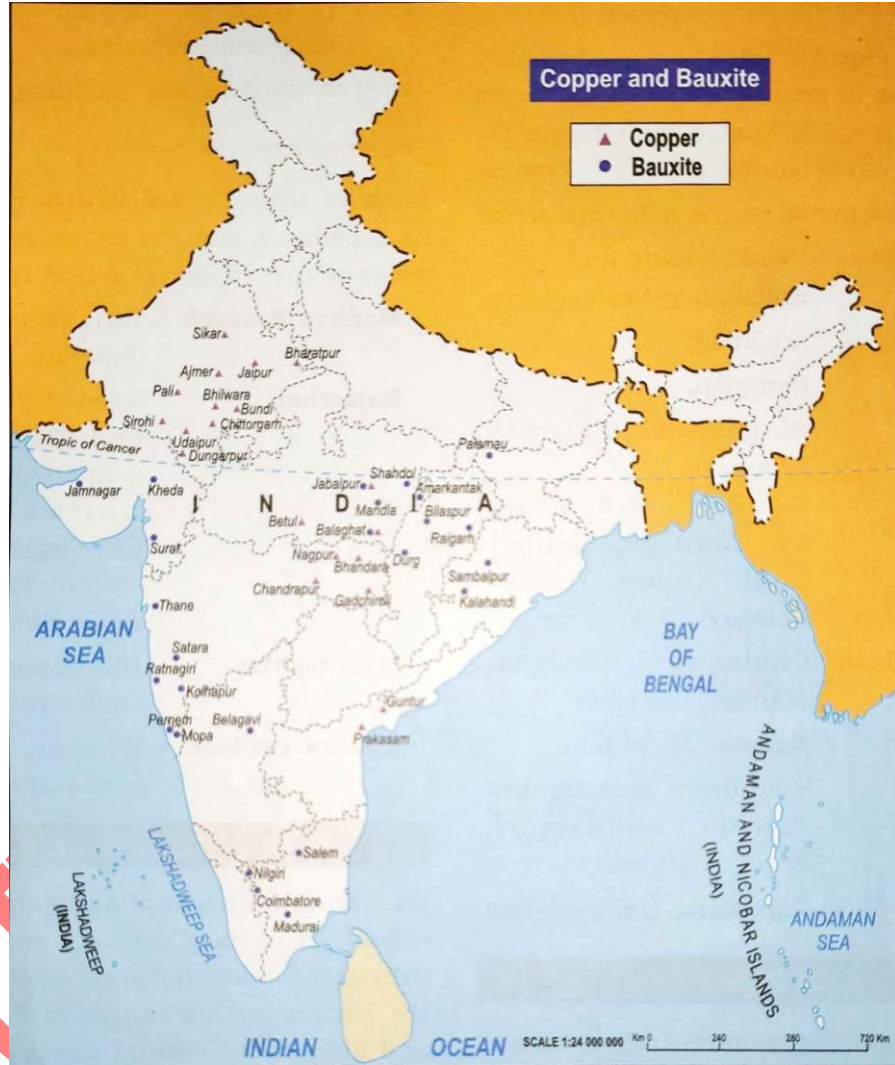 Copper and Bauxite
Copper
Bauxite
Sikar
Bharatpur
Ajmer
Jaipur
Pali
Bhilwara
Bundi
Sirohi
Chittorgarh
Udaipur
Tropic of Cancer
Dungarpur
Palamau
Shahdol
Jamnagar
Kheda
Jabalpur
Amarkantak
I N D I A
Mandla
Bilaspur
Betul
Balaghat
Raigarh
Surat
Nagpur
Bhandara
Durg
Sambalpur
Chandrapur
Gadchiroli
Kalahandi
Thane
ARABIAN
SEA
BAY
OF
BENGAL
Satara
Ratnagiri
Kolhapur
Guntur
Pernem
Mopa
Belagavi
Prakasam
ANDAMAN AND NICOBAR ISLANDS
(INDIA)
LAKSHADWEEP SEA
LAKSHADWEEP
(INDIA)
Salem
Nilgiri
Coimbatore
Madurai
ANDAMAN
SEA
INDIAN OCEAN
SCALE 1:24 000 000
Km 0 240 280 720 Km